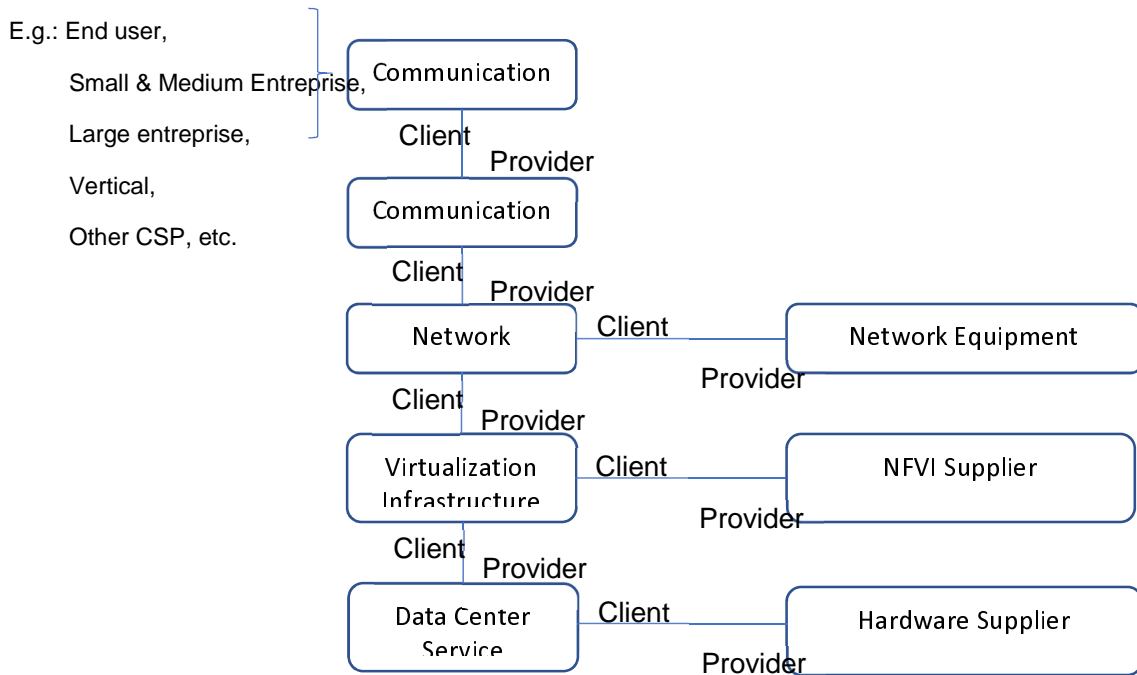 E.g.: End user,
Small & Medium Entreprise,
Large entreprise,
Vertical,
Other CSP, etc.
Communication
Client
Provider
Communication
Client
Provider
Network
Client
Provider
Network Equipment
Client
Provider
Virtualization
Infrastructure
Client
Provider
NFVI Supplier
Client
Provider
Data Center
Service
Client
Provider
Hardware Supplier